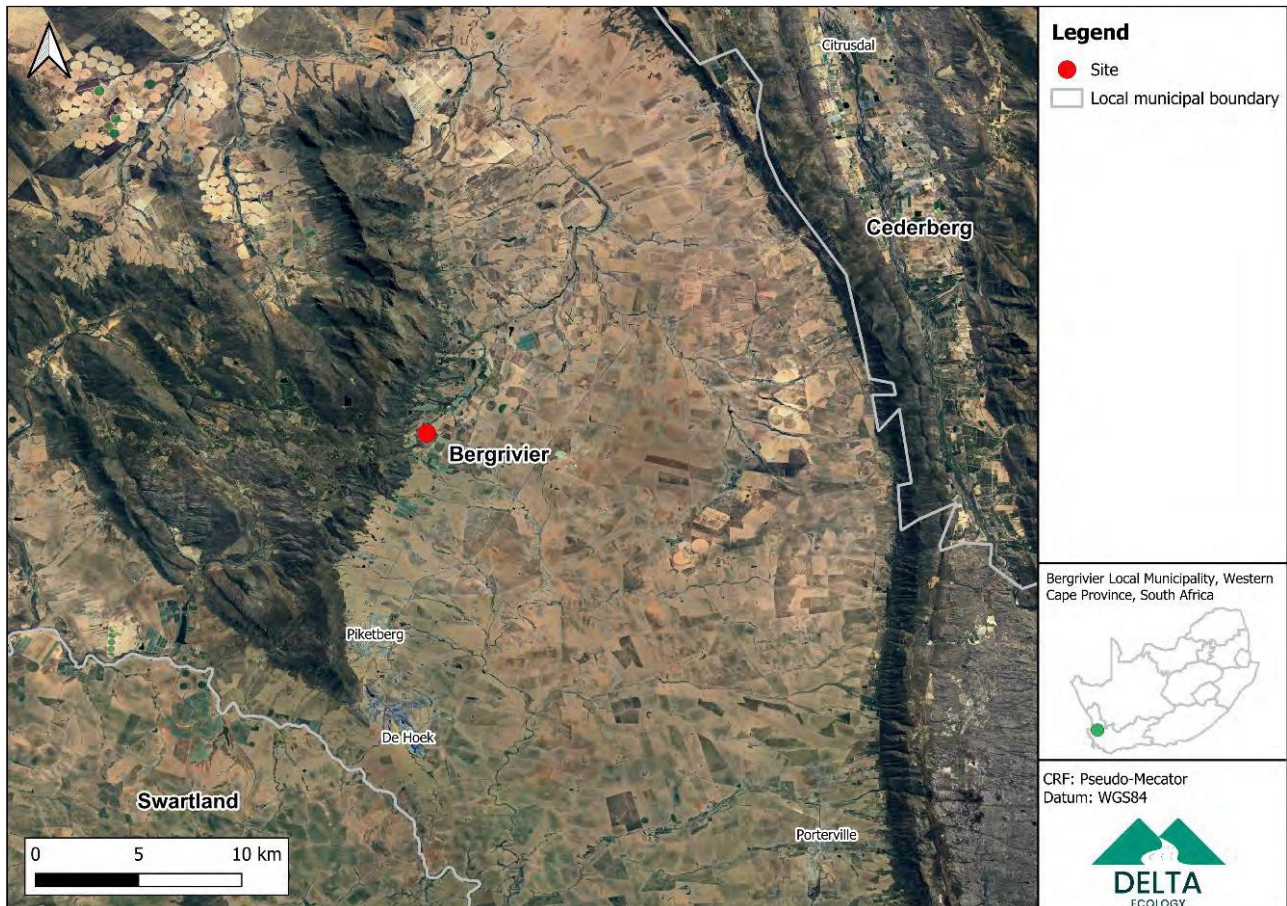 Citrusdal
Cederberg
Bergrivier
Piketberg
De Hoek
Swartland
Porterville
0 5 10 km
Legend
Site
Local municipal boundary
Bergrivier Local Municipality, Western
Cape Province, South Africa
CRF: Pseudo-Mecator
Datum: WGS84
DELTA
ECOLOGY